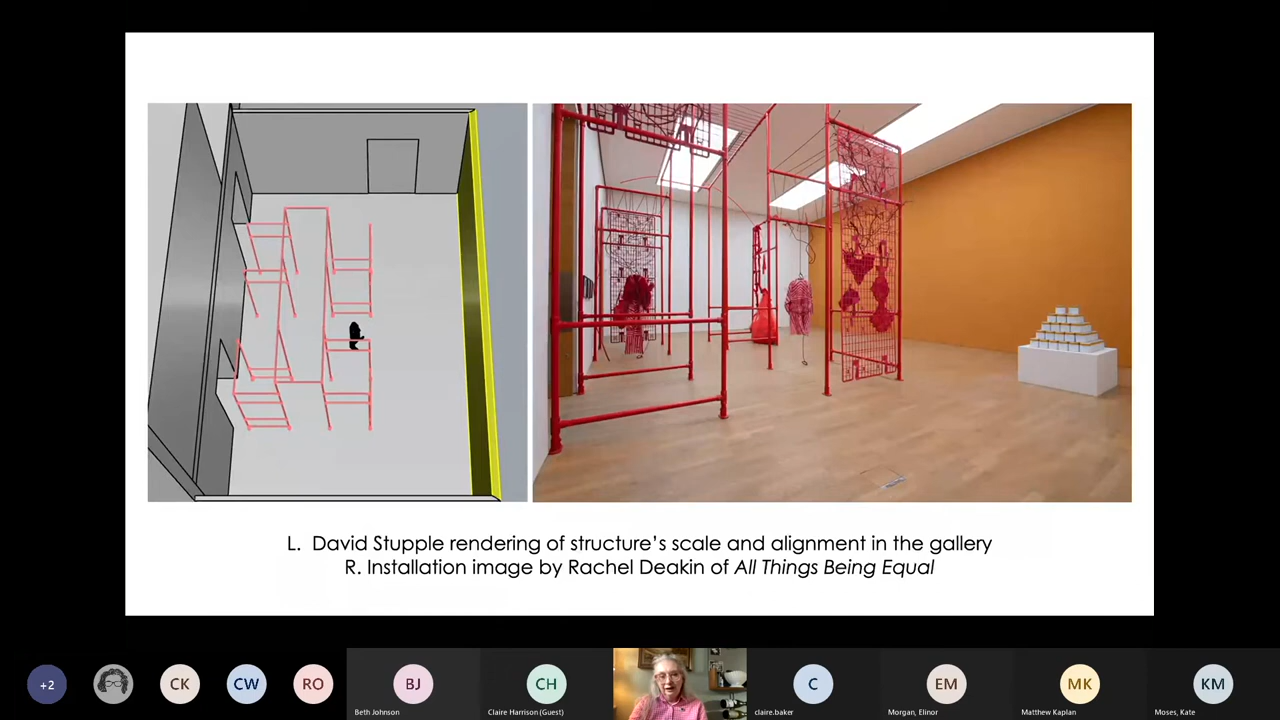 L. David Stupple rendering of structure's scale and alignment in the gallery
R. Installation image by Rachel Deakin of All Things Being Equal
+2
CK
CW
RO
BJ
CH
C
EM
MK
KM
Beth Johnson
Claire Harrison (Guest)
claire.baker
Morgan, Elinor
Matthew Kaplan
Moses, Kate